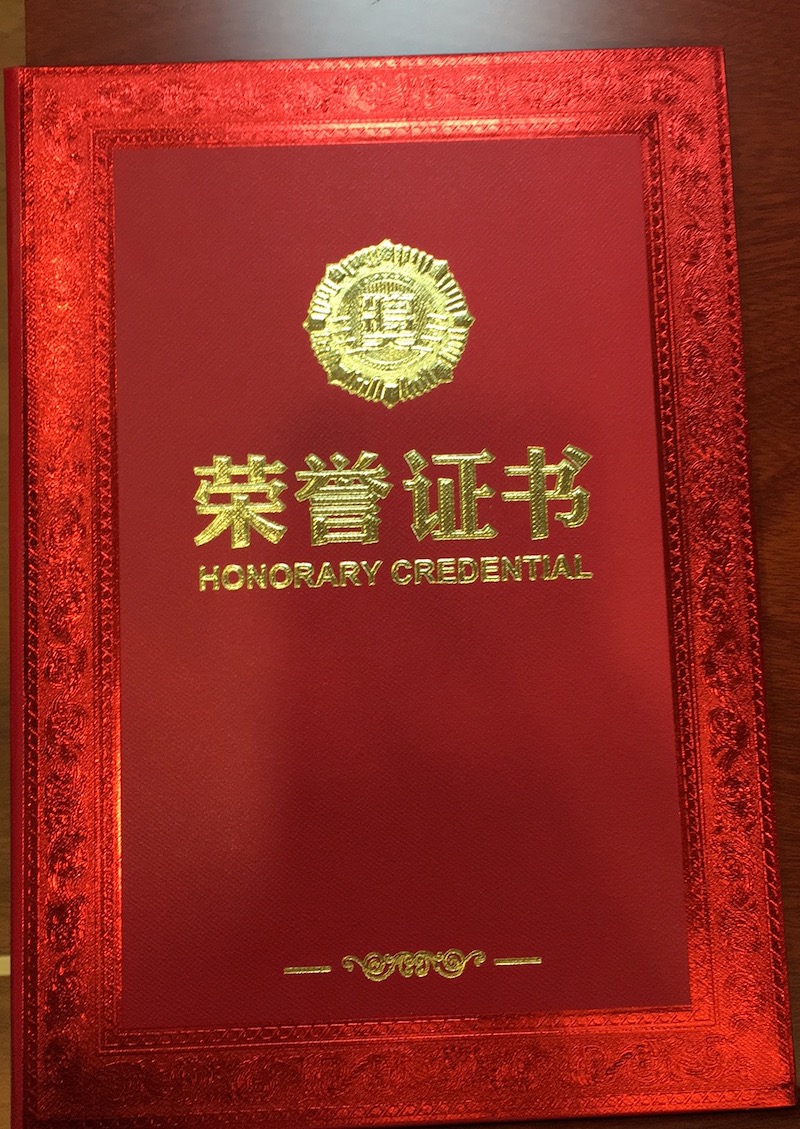 荣誉证书
HONORARY CREDENTIAL